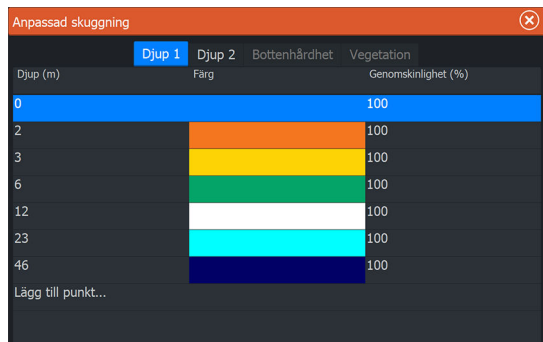 Anpassad skuggning
Djup 1 Djup 2 Bottenhårdhet Vegetation
Djup (m) Färg Genomskinlighet (%)
0 100
2 100
3 100
6 100
12 100
23 100
46 100
Lägg till punkt...